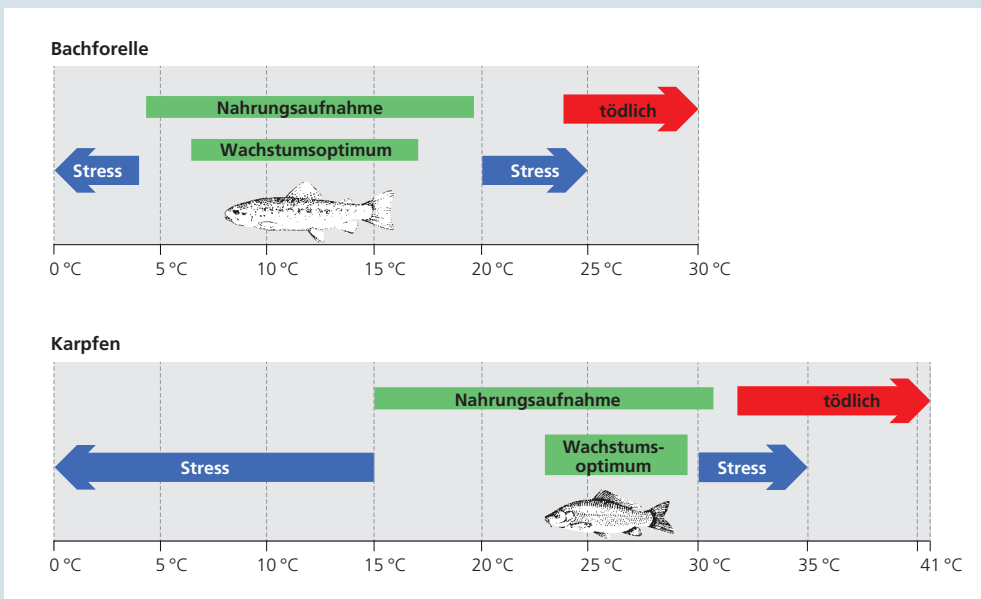 Bachforelle
Nahrungsaufnahme
tödlich
Wachstumsoptimum
Stress
Stress
0 °C
5 °C
10 °C
15 °C
20 °C
25 °C
30 °C
Karpfen
Nahrungsaufnahme
tödlich
Wachstums-
optimum
Stress
Stress
0 °C
5 °C
10 °C
15 °C
20 °C
25 °C
30 °C
35 °C
41 °C